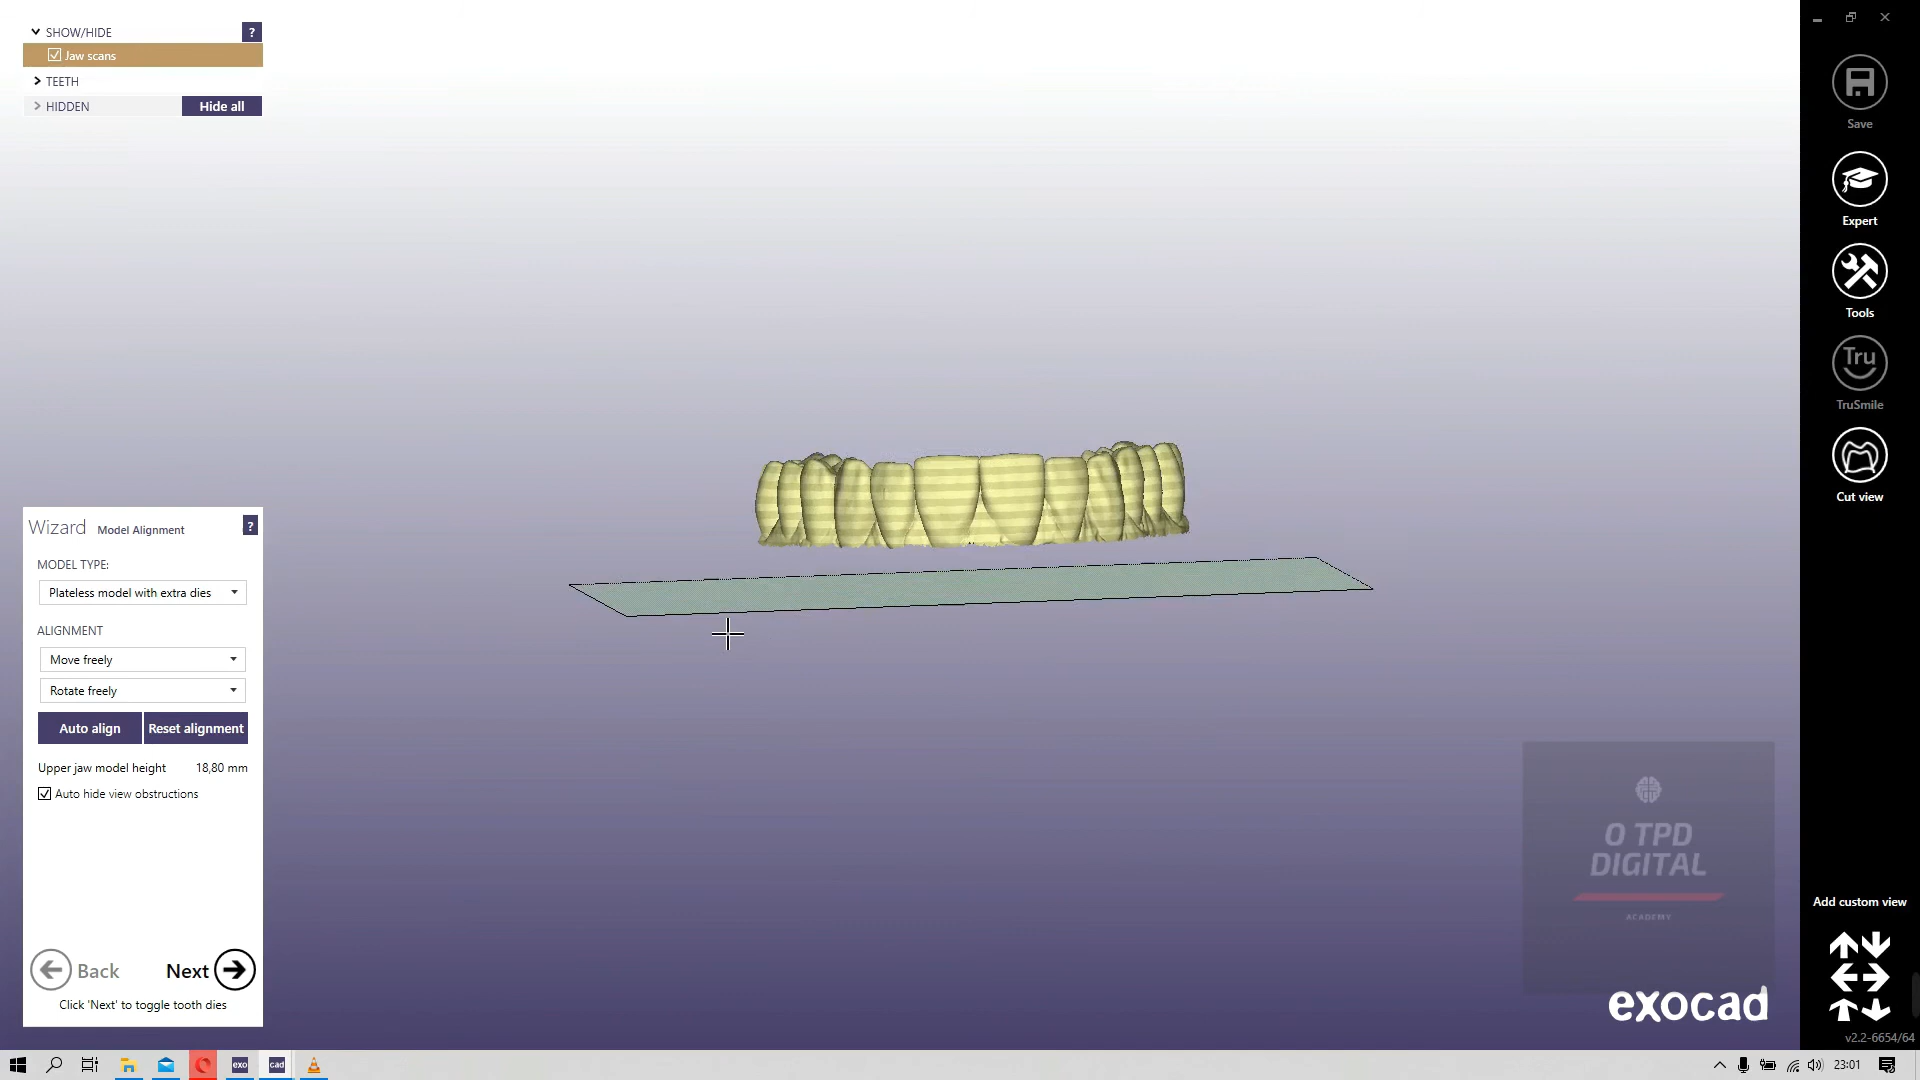 SHOW/HIDE
?
Jaw scans
TEETH
HIDDEN
Hide all
Save
Expert
Tools
Tru
TruSmile
Cut view
Wizard Model Alignment
?
MODEL TYPE:
Plateless model with extra dies
ALIGNMENT
Move freely
Rotate freely
Auto align
Reset alignment
Upper jaw model height 18,80 mm
Auto hide view obstructions
Back
Next
Click 'Next' to toggle tooth dies
O TPD
DIGITAL
ACADEMY
exocad
Add custom view
v2.2-6654/64
exo
cad
23:01